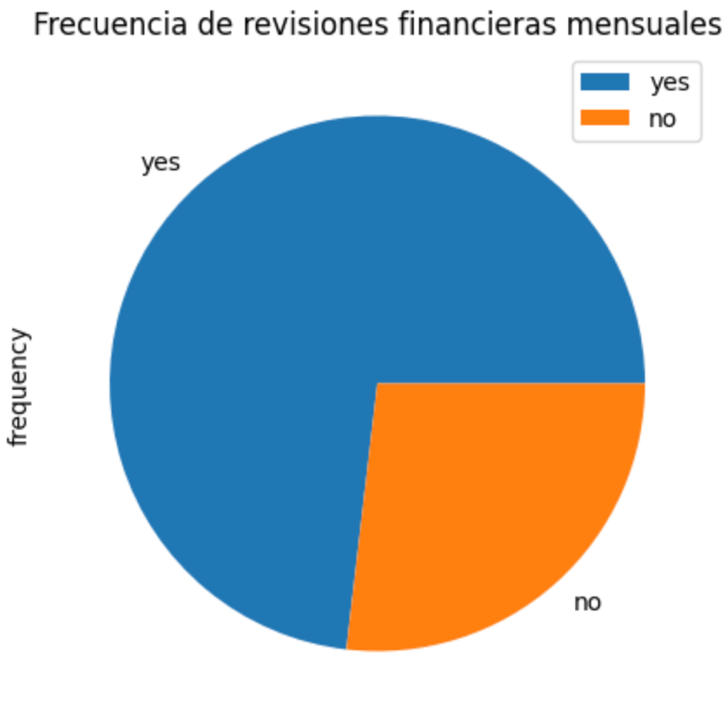 Frecuencia de revisiones financieras mensuales
yes
no
yes
frequency
no